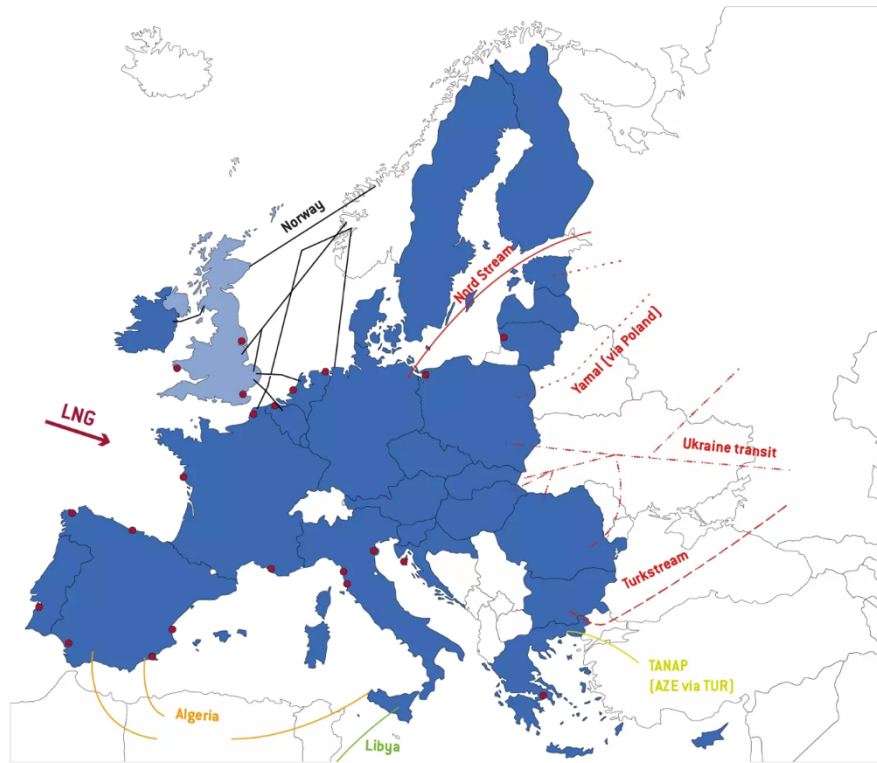 Norway
Nord Stream
Yamal (via Poland)
LNG
Ukraine transit
Turkstream
TANAP
(AZE via TUR)
Algeria
Libya